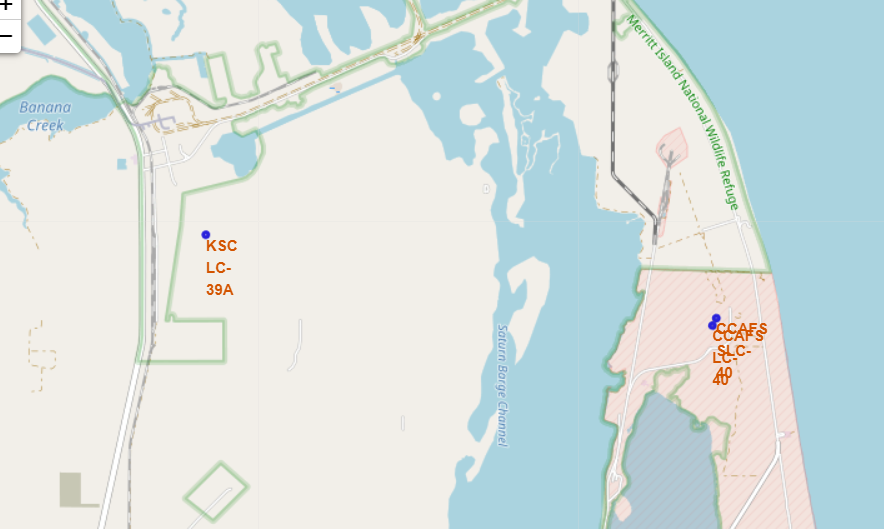 +
−
Banana
Creek
Merritt Island National Wildlife Refuge
KSC
LC-
39A
Saturn Barge Channel
CCAFS
SLC-
40
CCAFS
LC-
40